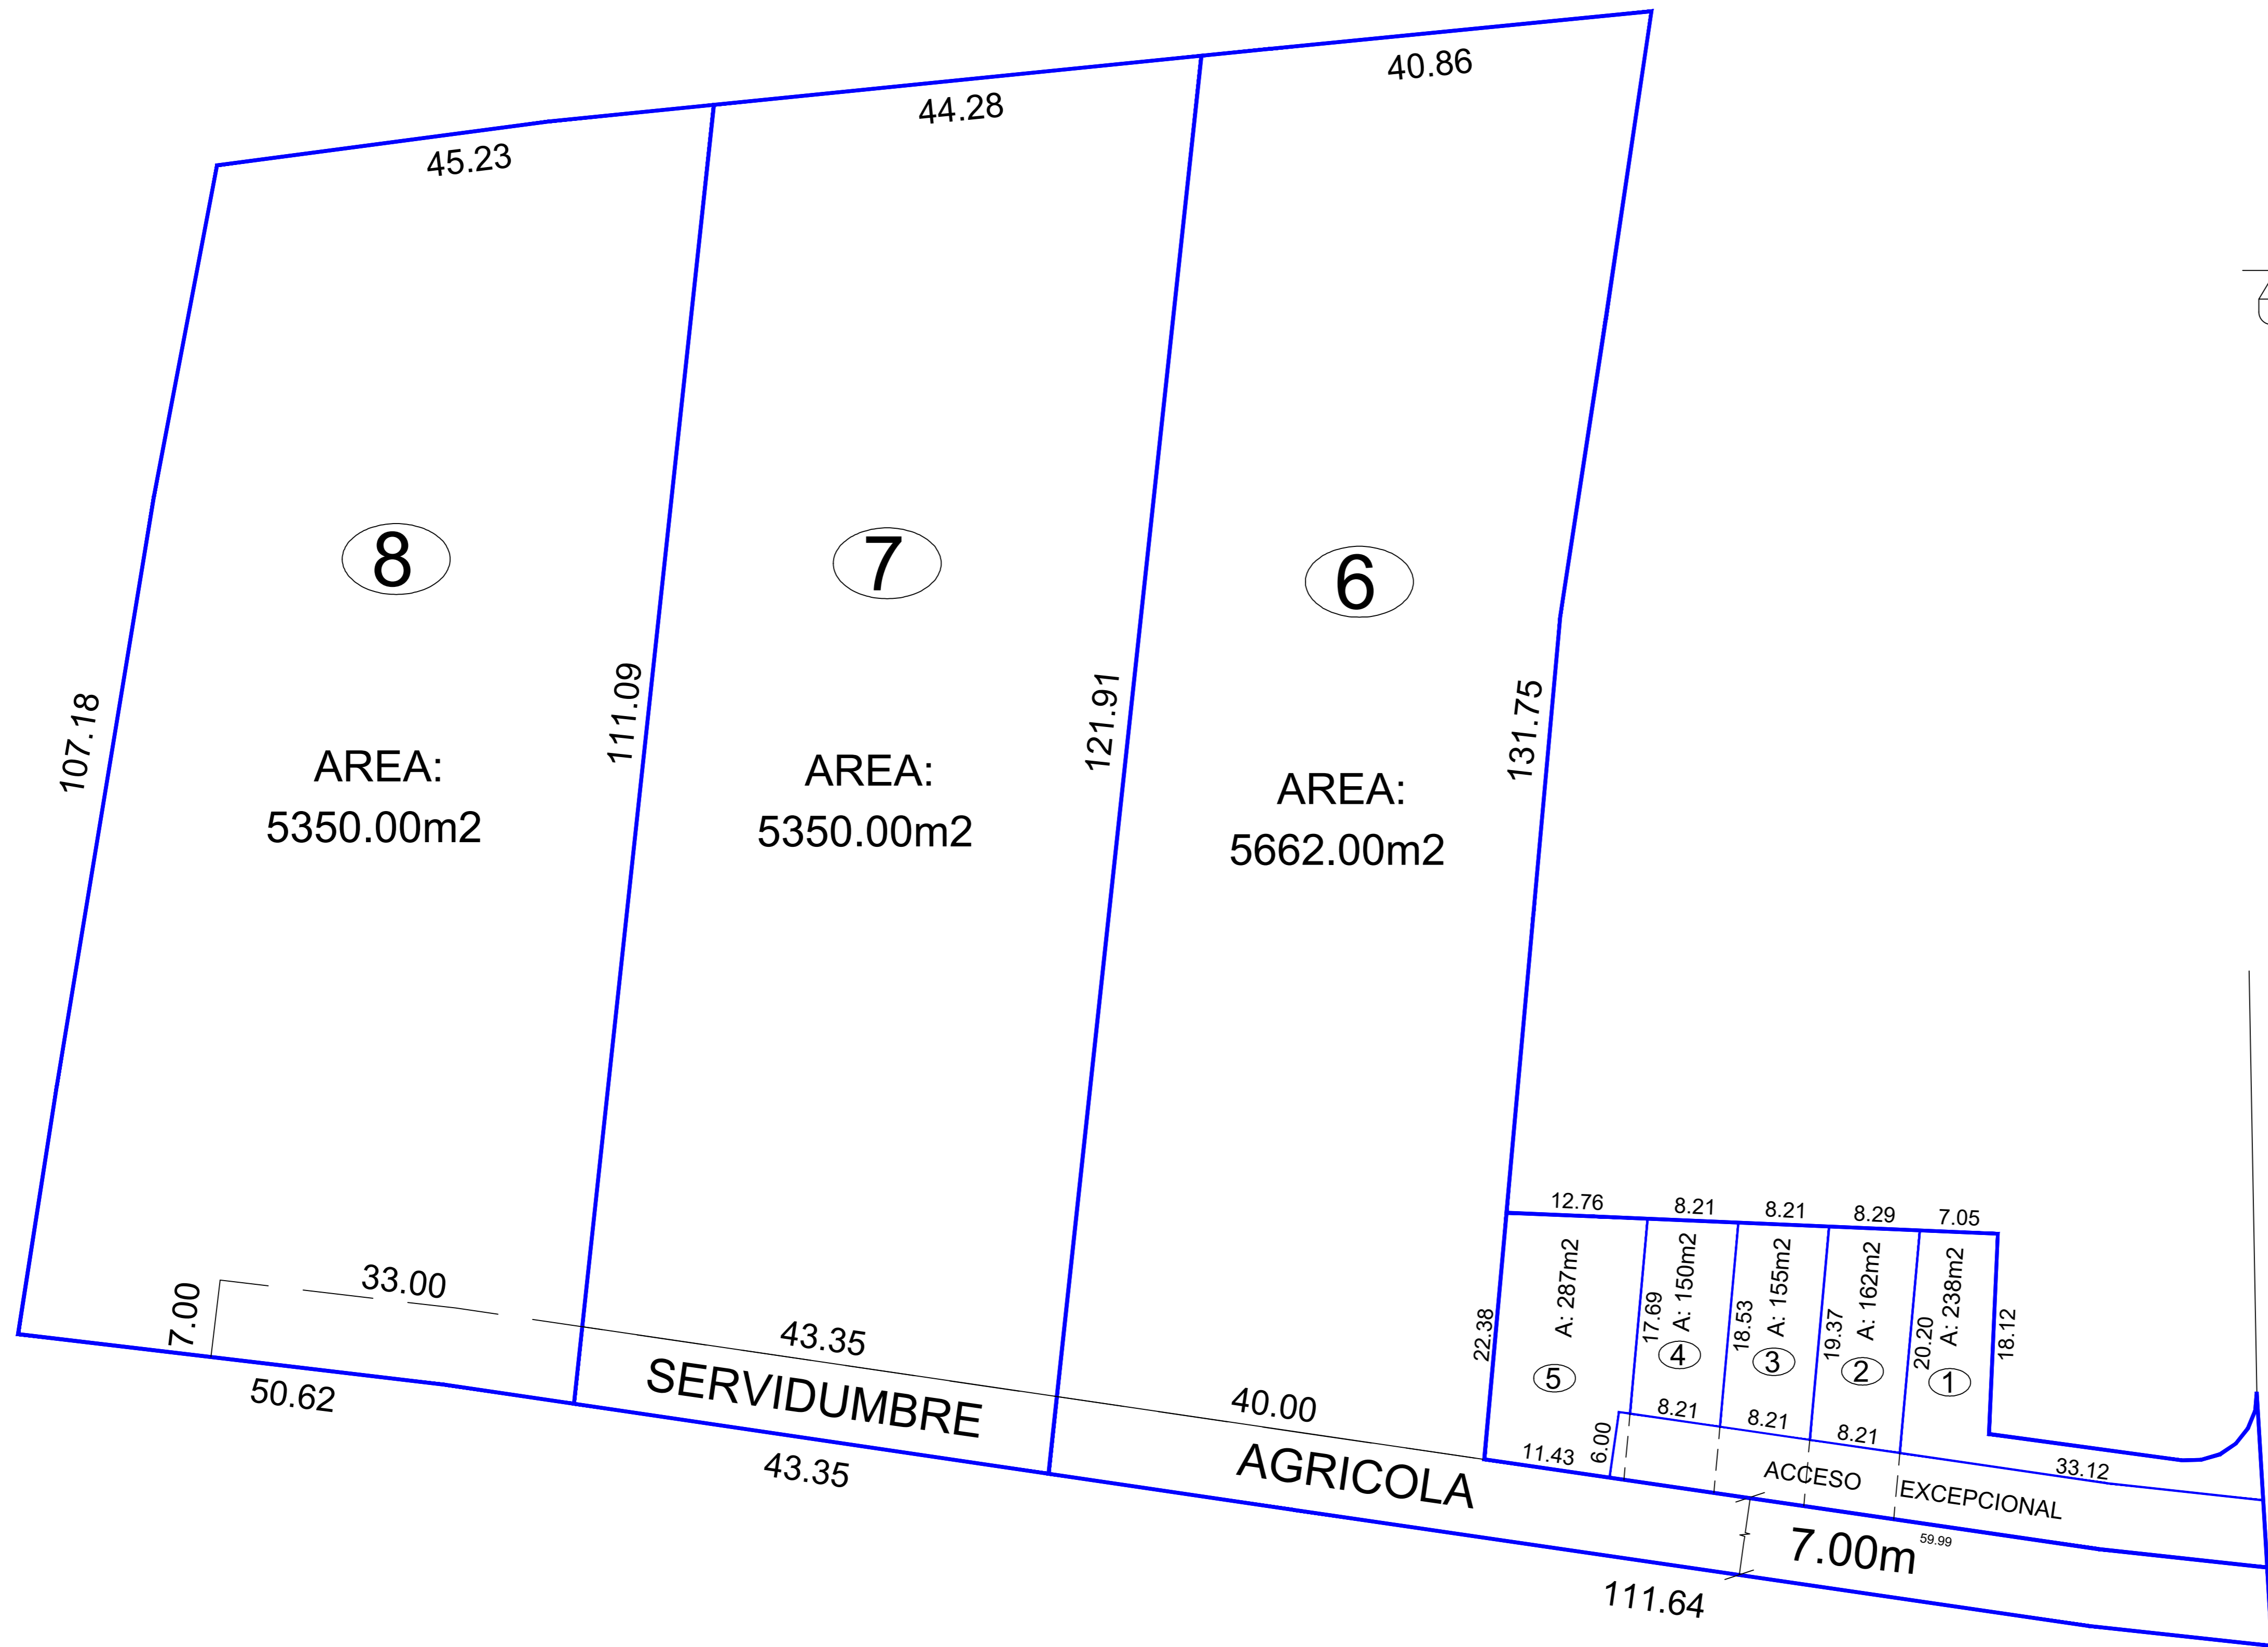 40.86
44.28
45.23
8
7
6
107.18
111.09
121.91
131.75
AREA:
5350.00m2
AREA:
5350.00m2
AREA:
5662.00m2
12.76
8.21
8.21
8.29
7.05
A: 287m2
A: 150m2
A: 155m2
A: 162m2
A: 238m2
22.38
17.69
18.53
19.37
20.20
18.12
5
4
3
2
1
7.00
33.00
43.35
40.00
50.62
SERVIDUMBRE
AGRICOLA
43.35
11.43
6.00
8.21
8.21
8.21
33.12
ACCESO EXCEPCIONAL
7.00m
59.99
111.64